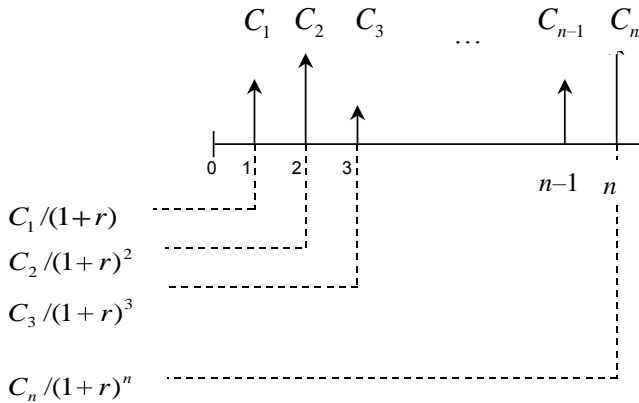 C₁ C₂ C₃ ... Cₙ₋₁ Cₙ
0 1 2 3 n–1 n
C₁/(1+r)
C₂/(1+r)²
C₃/(1+r)³
Cₙ/(1+r)ⁿ